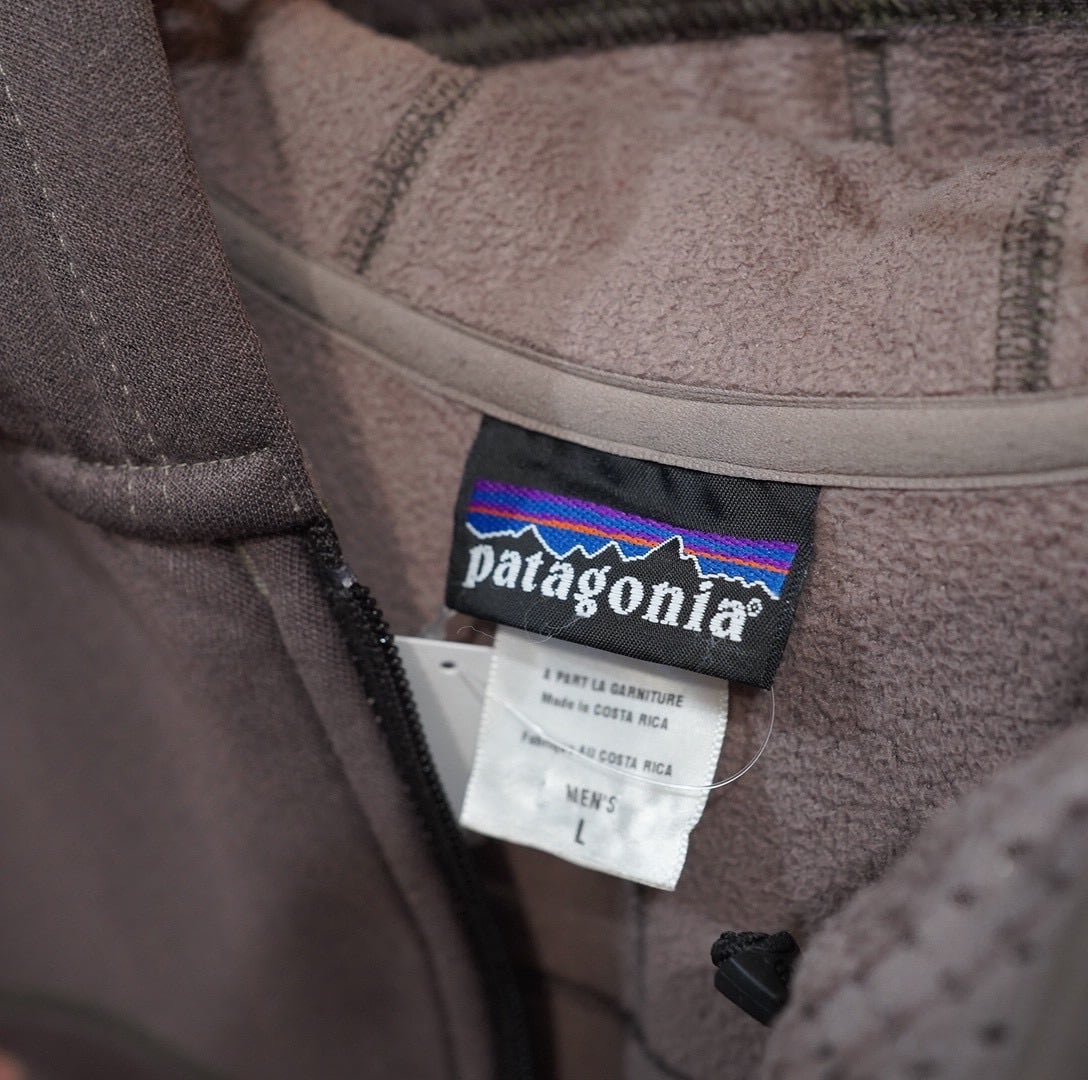 patagonia®
A PART LA GARNITURE
Made in COSTA RICA
Fabriqué AU COSTA RICA
MEN'S
L